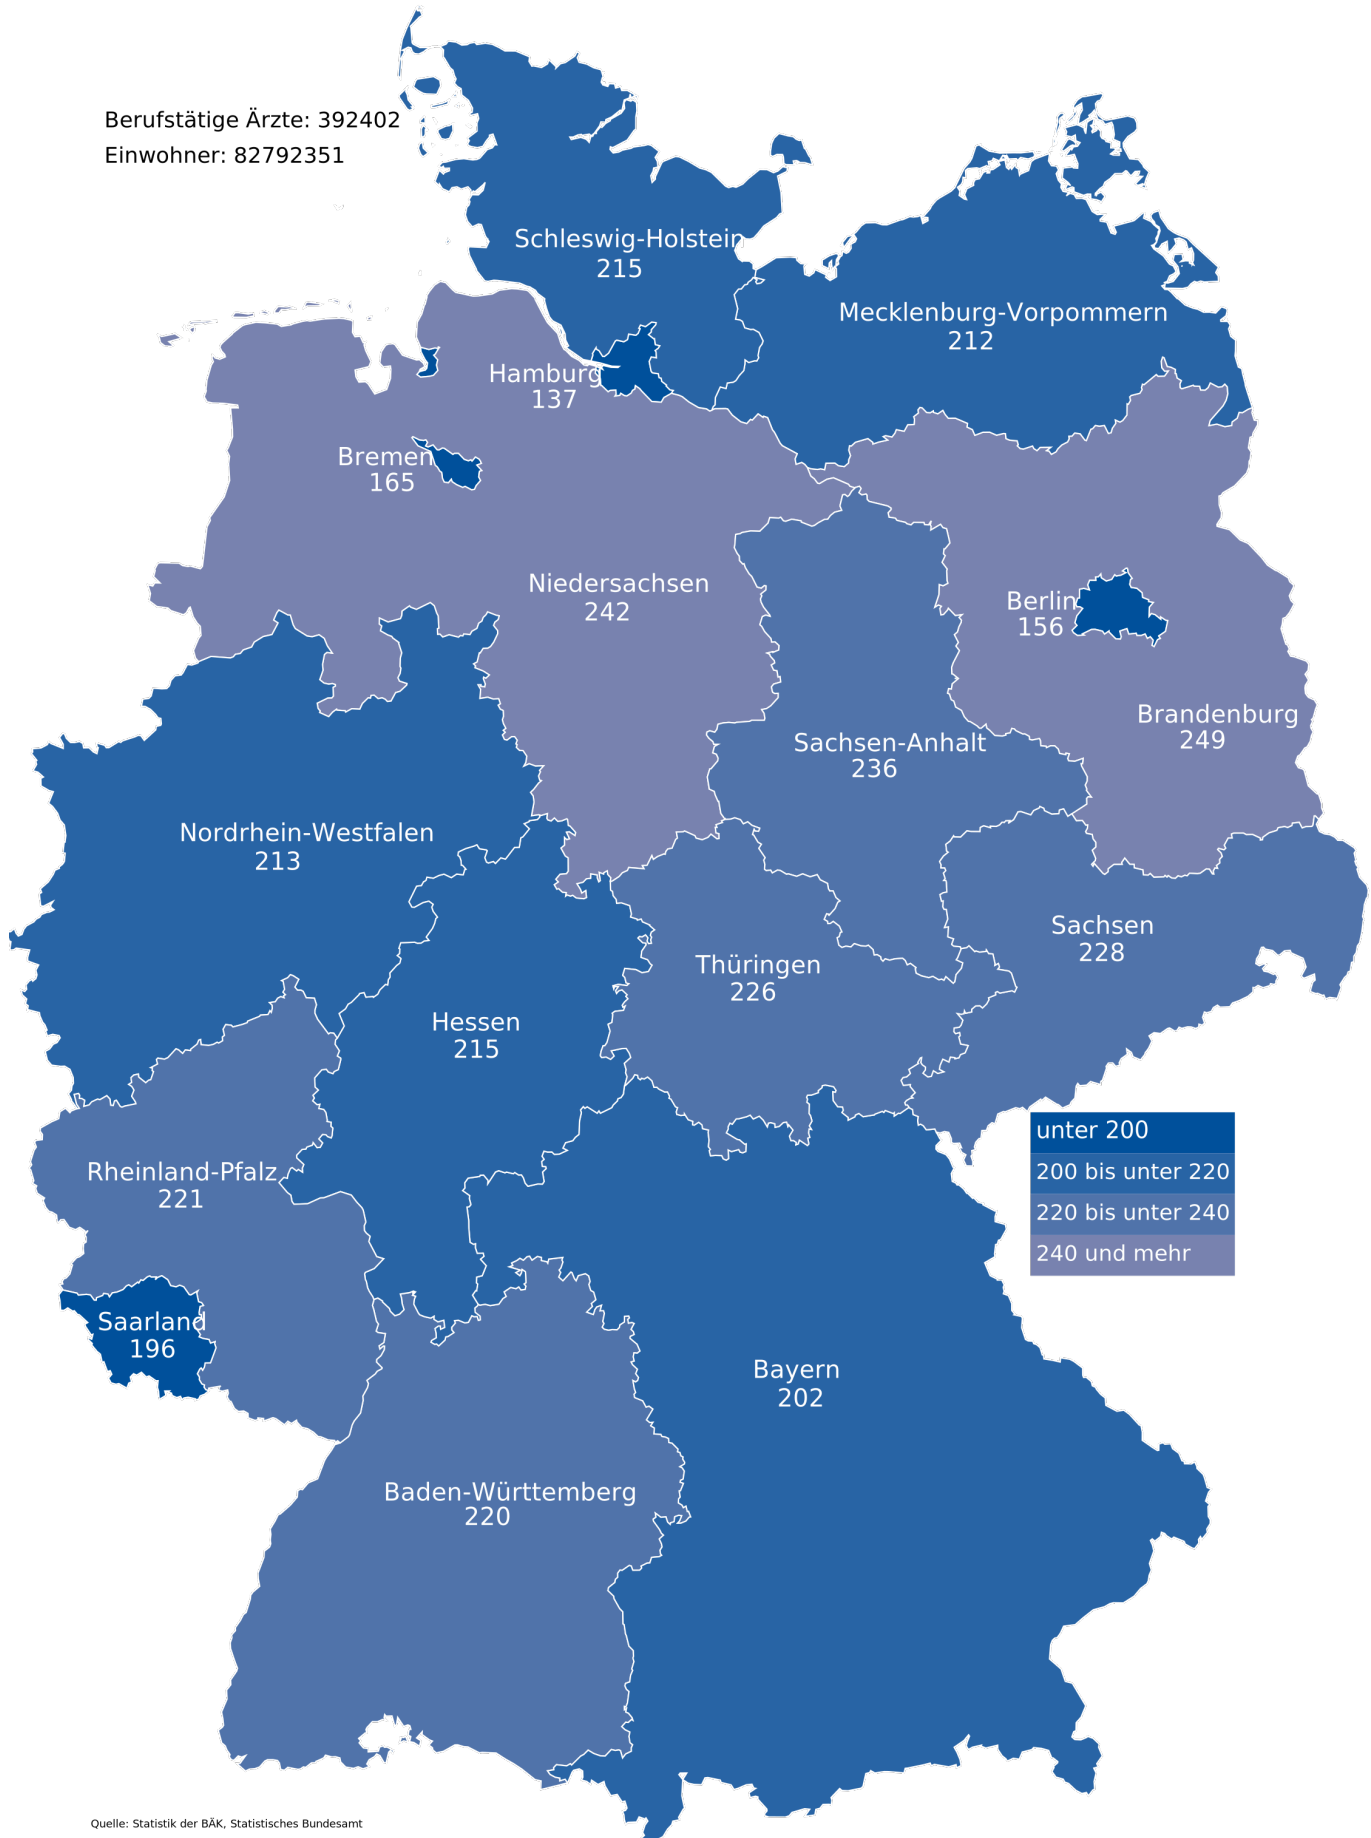 Berufstätige Ärzte: 392402
Einwohner: 82792351
Schleswig-Holstein
215
Mecklenburg-Vorpommern
212
Hamburg
137
Bremen
165
Niedersachsen
242
Berlin
156
Brandenburg
249
Sachsen-Anhalt
236
Nordrhein-Westfalen
213
Sachsen
228
Thüringen
226
Hessen
215
Rheinland-Pfalz
221
unter 200
200 bis unter 220
220 bis unter 240
240 und mehr
Saarland
196
Bayern
202
Baden-Württemberg
220
Quelle: Statistik der BÄK, Statistisches Bundesamt